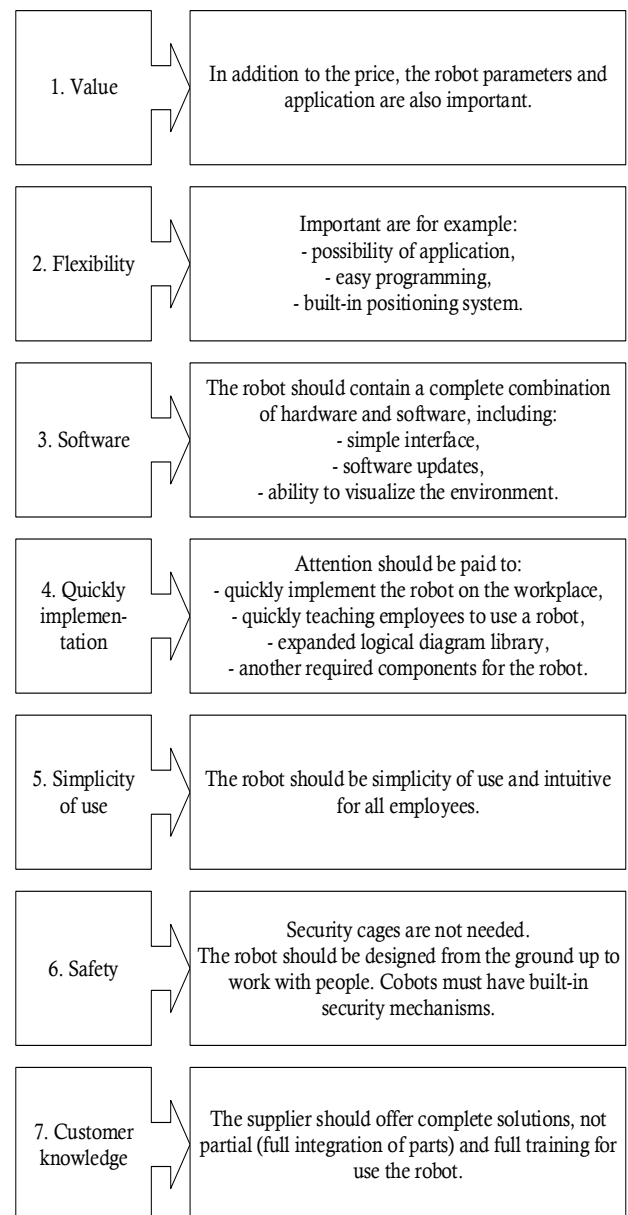 1. Value
In addition to the price, the robot parameters and
application are also important.
2. Flexibility
Important are for example:
- possibility of application,
- easy programming,
- built-in positioning system.
3. Software
The robot should contain a complete combination
of hardware and software, including:
- simple interface,
- software updates,
- ability to visualize the environment.
4. Quickly
implemen-
tation
Attention should be paid to:
- quickly implement the robot on the workplace,
- quickly teaching employees to use a robot,
- expanded logical diagram library,
- another required components for the robot.
5. Simplicity
of use
The robot should be simplicity of use and intuitive
for all employees.
6. Safety
Security cages are not needed.
The robot should be designed from the ground up to
work with people. Cobots must have built-in
security mechanisms.
7. Customer
knowledge
The supplier should offer complete solutions, not
partial (full integration of parts) and full training for
use the robot.